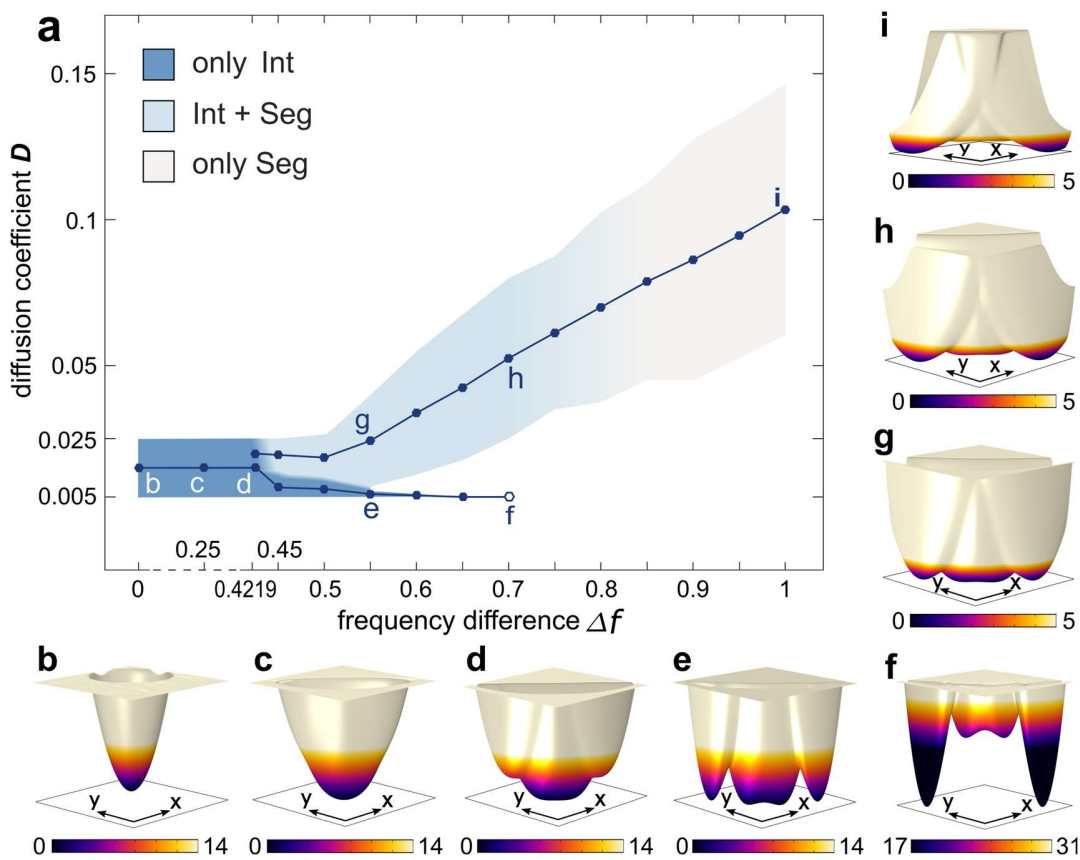 a
only Int
Int + Seg
only Seg
diffusion coefficient D
0.15
0.1
0.05
0.025
0.005
b
c
d
e
f
g
h
i
0.25
0.45
0
0.4219
0.5
0.6
0.7
0.8
0.9
1
frequency difference Δf
i
y
x
0
5
h
y
x
0
5
g
y
x
0
5
b
y
x
0
14
c
y
x
0
14
d
y
x
0
14
e
y
x
0
14
f
y
x
17
31